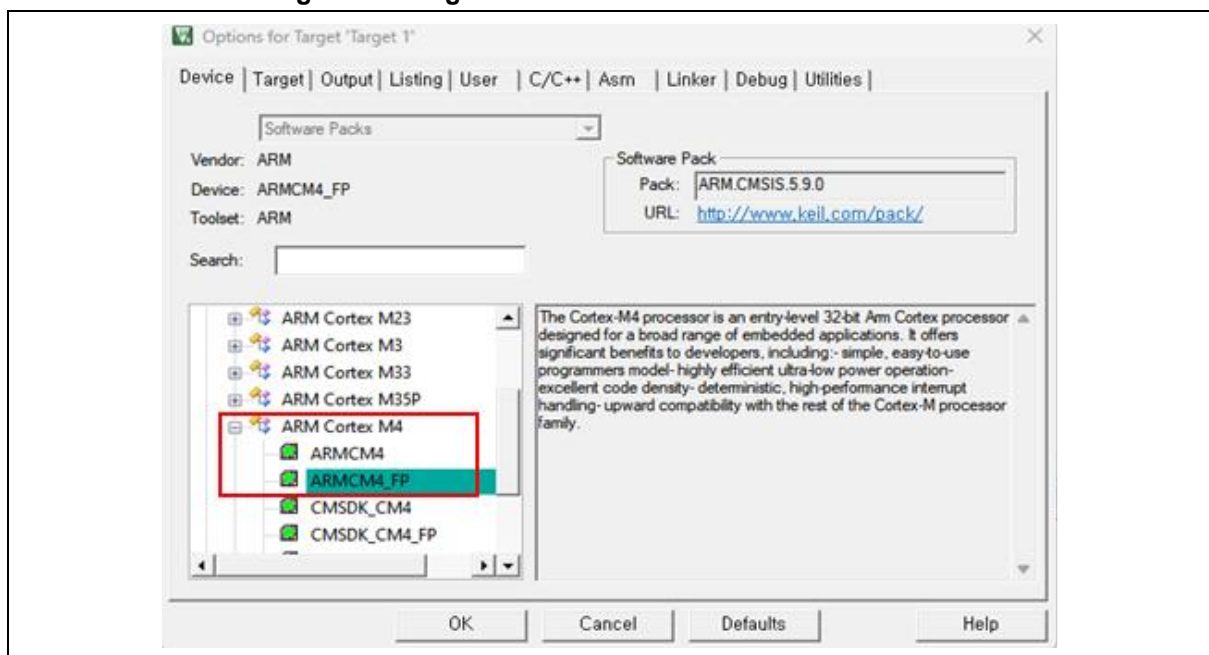 Options for Target 'Target 1'
Device | Target | Output | Listing | User | C/C++ | Asm | Linker | Debug | Utilities |
Software Packs
Vendor: ARM
Device: ARMCM4_FP
Toolset: ARM
Software Pack
Pack: ARM.CMSIS.5.9.0
URL: http://www.keil.com/pack/
Search:
ARM Cortex M23
ARM Cortex M3
ARM Cortex M33
ARM Cortex M35P
ARM Cortex M4
ARMCM4
ARMCM4_FP
CMSDK_CM4
CMSDK_CM4_FP
The Cortex-M4 processor is an entry-level 32-bit Arm Cortex processor
designed for a broad range of embedded applications. It offers
significant benefits to developers, including:- simple, easy-to-use
programmers model- highly efficient ultra-low power operation-
excellent code density- deterministic, high-performance interrupt
handling- upward compatibility with the rest of the Cortex-M processor
family.
OK Cancel Defaults Help